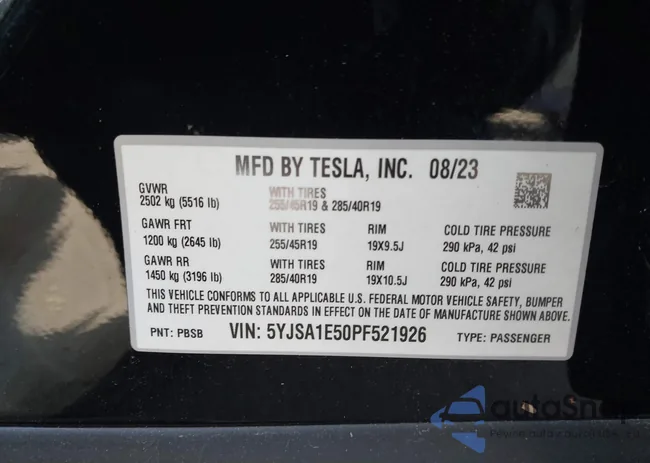 MFD BY TESLA, INC. 08/23
GVWR
2502 kg (5516 lb)
WITH TIRES
255/45R19 & 285/40R19
GAWR FRT
1200 kg (2645 lb)
WITH TIRES
255/45R19
RIM
19X9.5J
COLD TIRE PRESSURE
290 kPa, 42 psi
GAWR RR
1450 kg (3196 lb)
WITH TIRES
285/40R19
RIM
19X10.5J
COLD TIRE PRESSURE
290 kPa, 42 psi
THIS VEHICLE CONFORMS TO ALL APPLICABLE U.S. FEDERAL MOTOR VEHICLE SAFETY, BUMPER
AND THEFT PREVENTION STANDARDS IN EFFECT ON THE DATE OF MANUFACTURE SHOWN ABOVE.
PNT: PBSB VIN: 5YJSA1E50PF521926 TYPE: PASSENGER